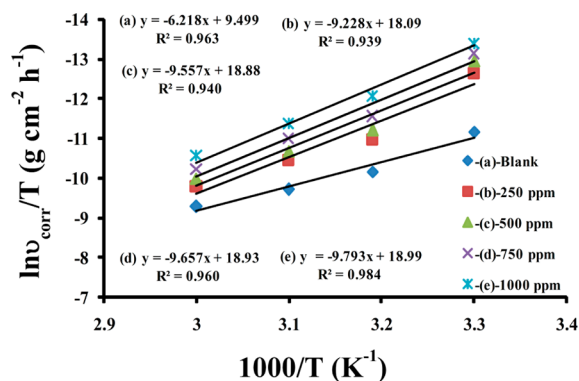 (a) y = -6.218x + 9.499
R² = 0.963
(b) y = -9.228x + 18.09
R² = 0.939
(c) y = -9.557x + 18.88
R² = 0.940
(d) y = -9.657x + 18.93
R² = 0.960
(e) y = -9.793x + 18.99
R² = 0.984
-14
-13
-12
-11
-10
-9
-8
-7
2.9
3
3.1
3.2
3.3
3.4
lnυcorr/T (g cm⁻² h⁻¹)
1000/T (K⁻¹)
-(a)-Blank
-(b)-250 ppm
-(c)-500 ppm
-(d)-750 ppm
-(e)-1000 ppm